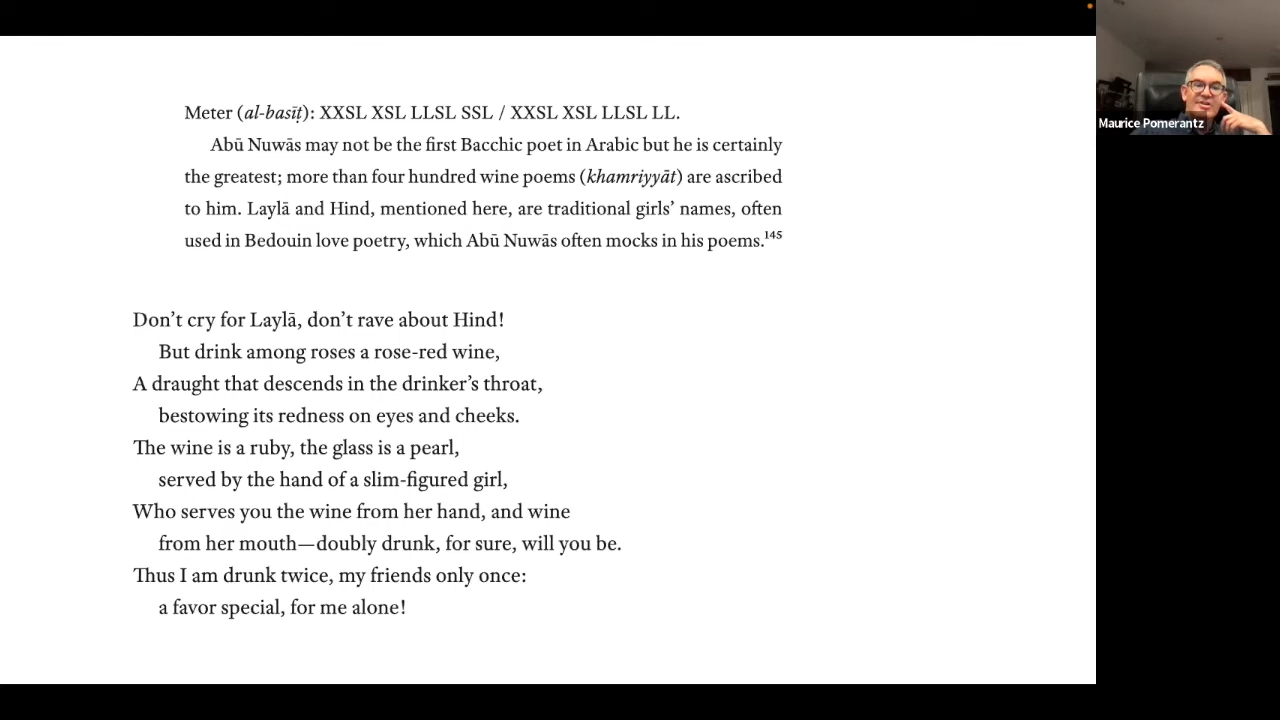 Meter (al-basīṭ): XXSL XSL LLSL SSL / XXSL XSL LLSL LL.
Abū Nuwās may not be the first Bacchic poet in Arabic but he is certainly
the greatest; more than four hundred wine poems (khamriyyāt) are ascribed
to him. Laylā and Hind, mentioned here, are traditional girls’ names, often
used in Bedouin love poetry, which Abū Nuwās often mocks in his poems.¹⁴⁵
Don’t cry for Laylā, don’t rave about Hind!
But drink among roses a rose-red wine,
A draught that descends in the drinker’s throat,
bestowing its redness on eyes and cheeks.
The wine is a ruby, the glass is a pearl,
served by the hand of a slim-figured girl,
Who serves you the wine from her hand, and wine
from her mouth—doubly drunk, for sure, will you be.
Thus I am drunk twice, my friends only once:
a favor special, for me alone!
Maurice Pomerantz